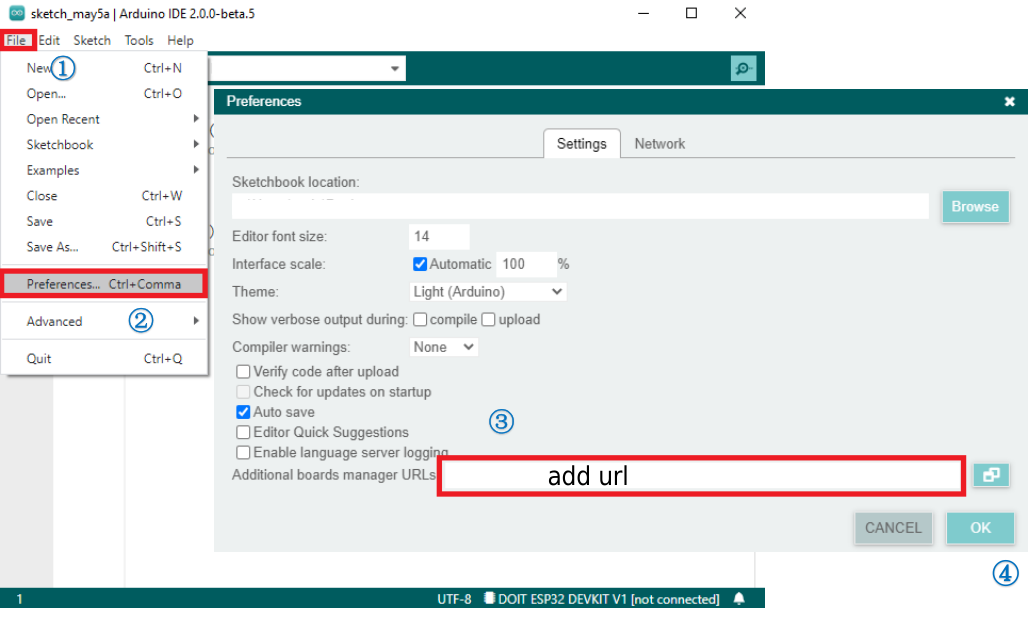 sketch_may5a | Arduino IDE 2.0.0-beta.5
File Edit Sketch Tools Help
New Ctrl+N
①
Open... Ctrl+O
Open Recent
Sketchbook
Examples
Close Ctrl+W
Save Ctrl+S
Save As... Ctrl+Shift+S
Preferences... Ctrl+Comma
Advanced
②
Quit Ctrl+Q
Preferences
Settings Network
Sketchbook location:
Browse
Editor font size: 14
Interface scale: Automatic 100 %
Theme: Light (Arduino)
Show verbose output during: compile upload
Compiler warnings: None
Verify code after upload
Check for updates on startup
Auto save
③
Editor Quick Suggestions
Enable language server logging
Additional boards manager URLs
add url
CANCEL OK
④
1 UTF-8 DOIT ESP32 DEVKIT V1 [not connected]